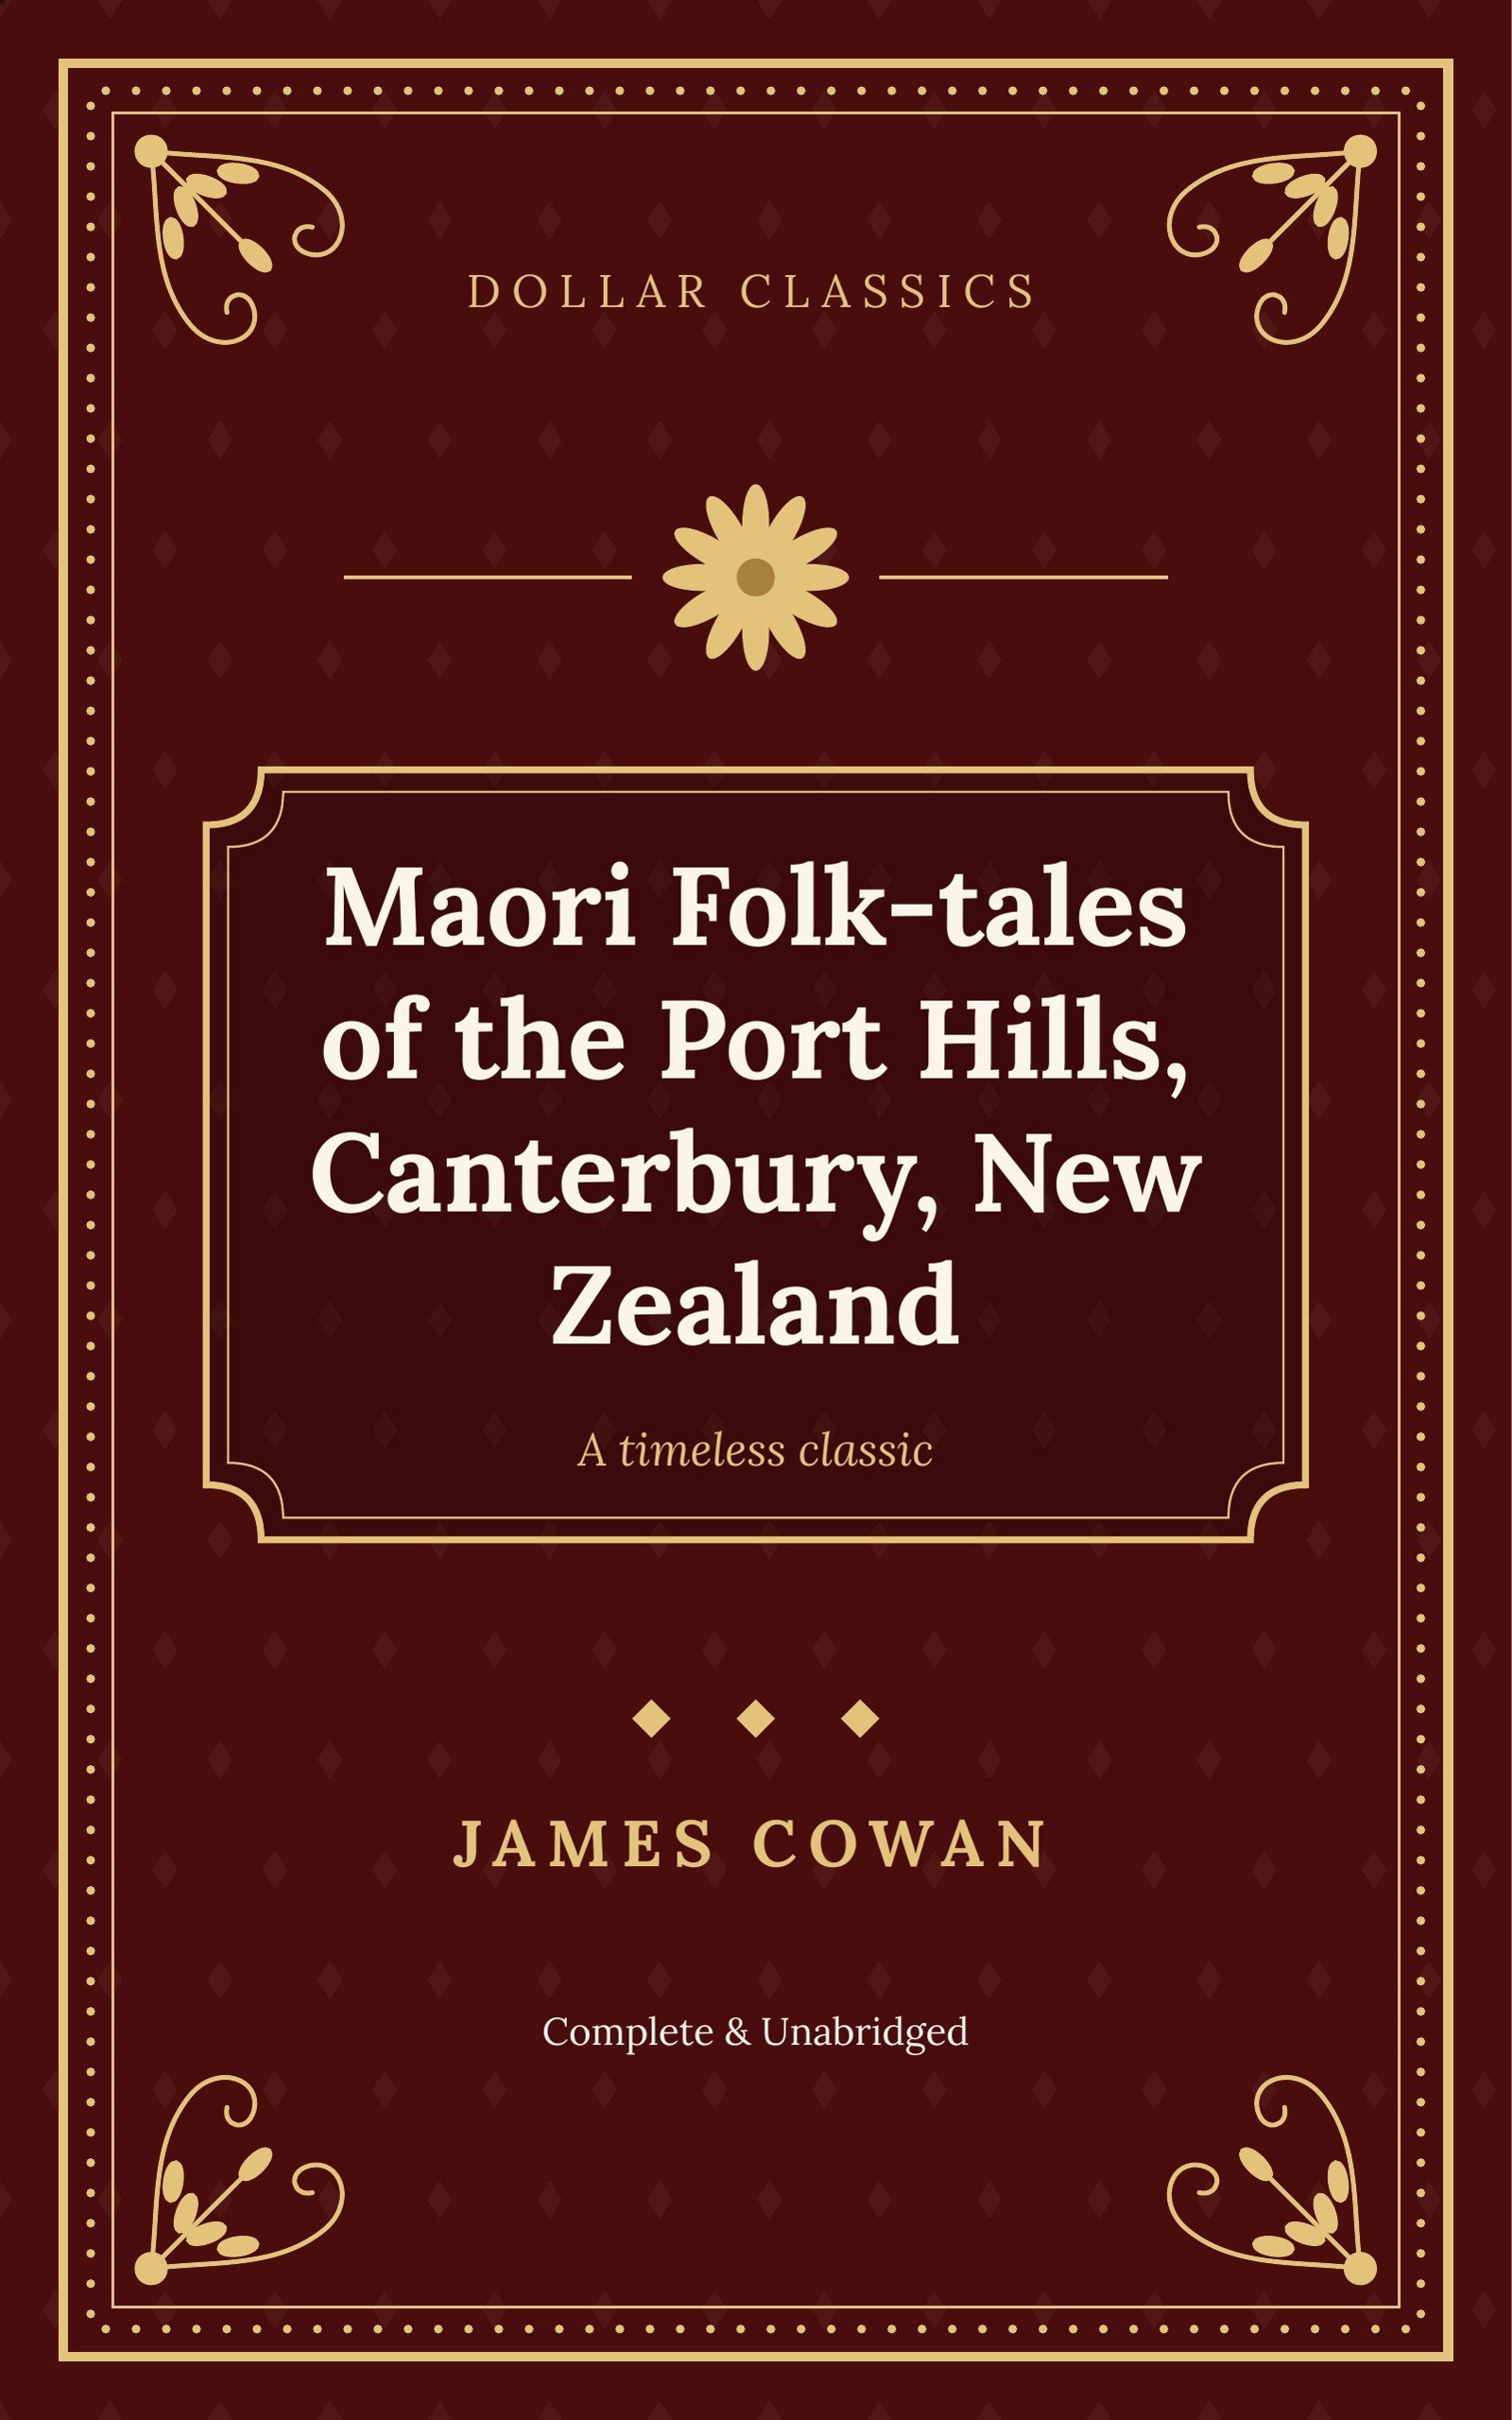 DOLLAR CLASSICS
Maori Folk-tales
of the Port Hills,
Canterbury, New
Zealand
A timeless classic
JAMES COWAN
Complete & Unabridged